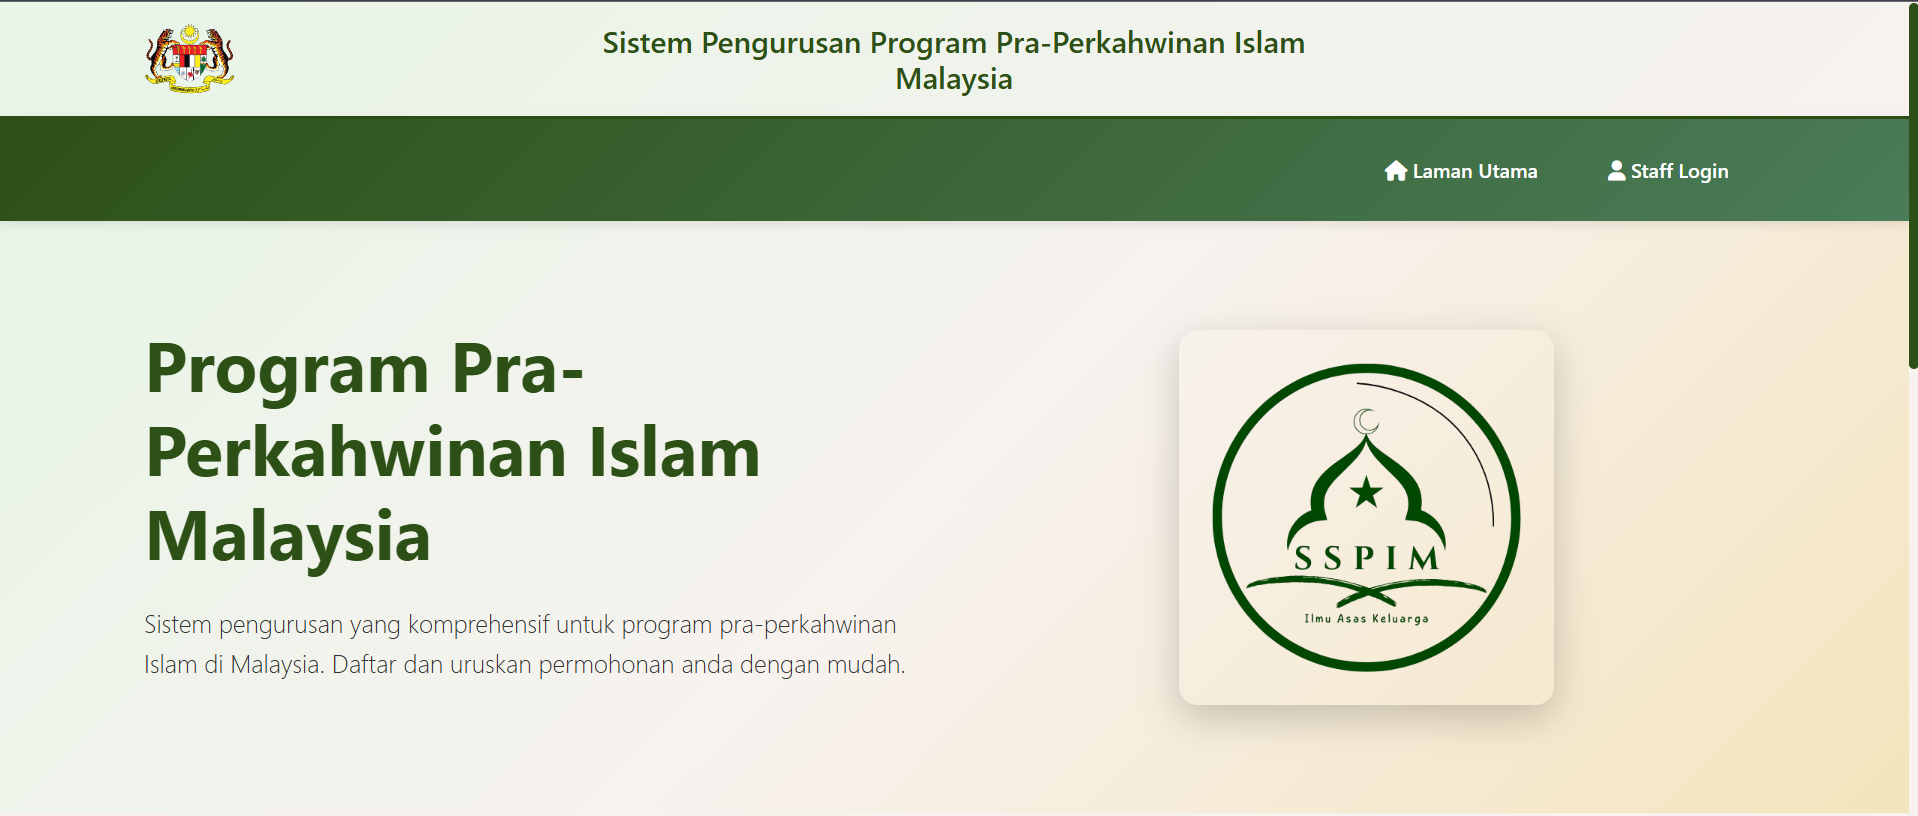 Sistem Pengurusan Program Pra-Perkahwinan Islam
Malaysia
Laman Utama
Staff Login
Program Pra-
Perkahwinan Islam
Malaysia
Sistem pengurusan yang komprehensif untuk program pra-perkahwinan
Islam di Malaysia. Daftar dan uruskan permohonan anda dengan mudah.
SSPIM
Ilmu Asas Keluarga